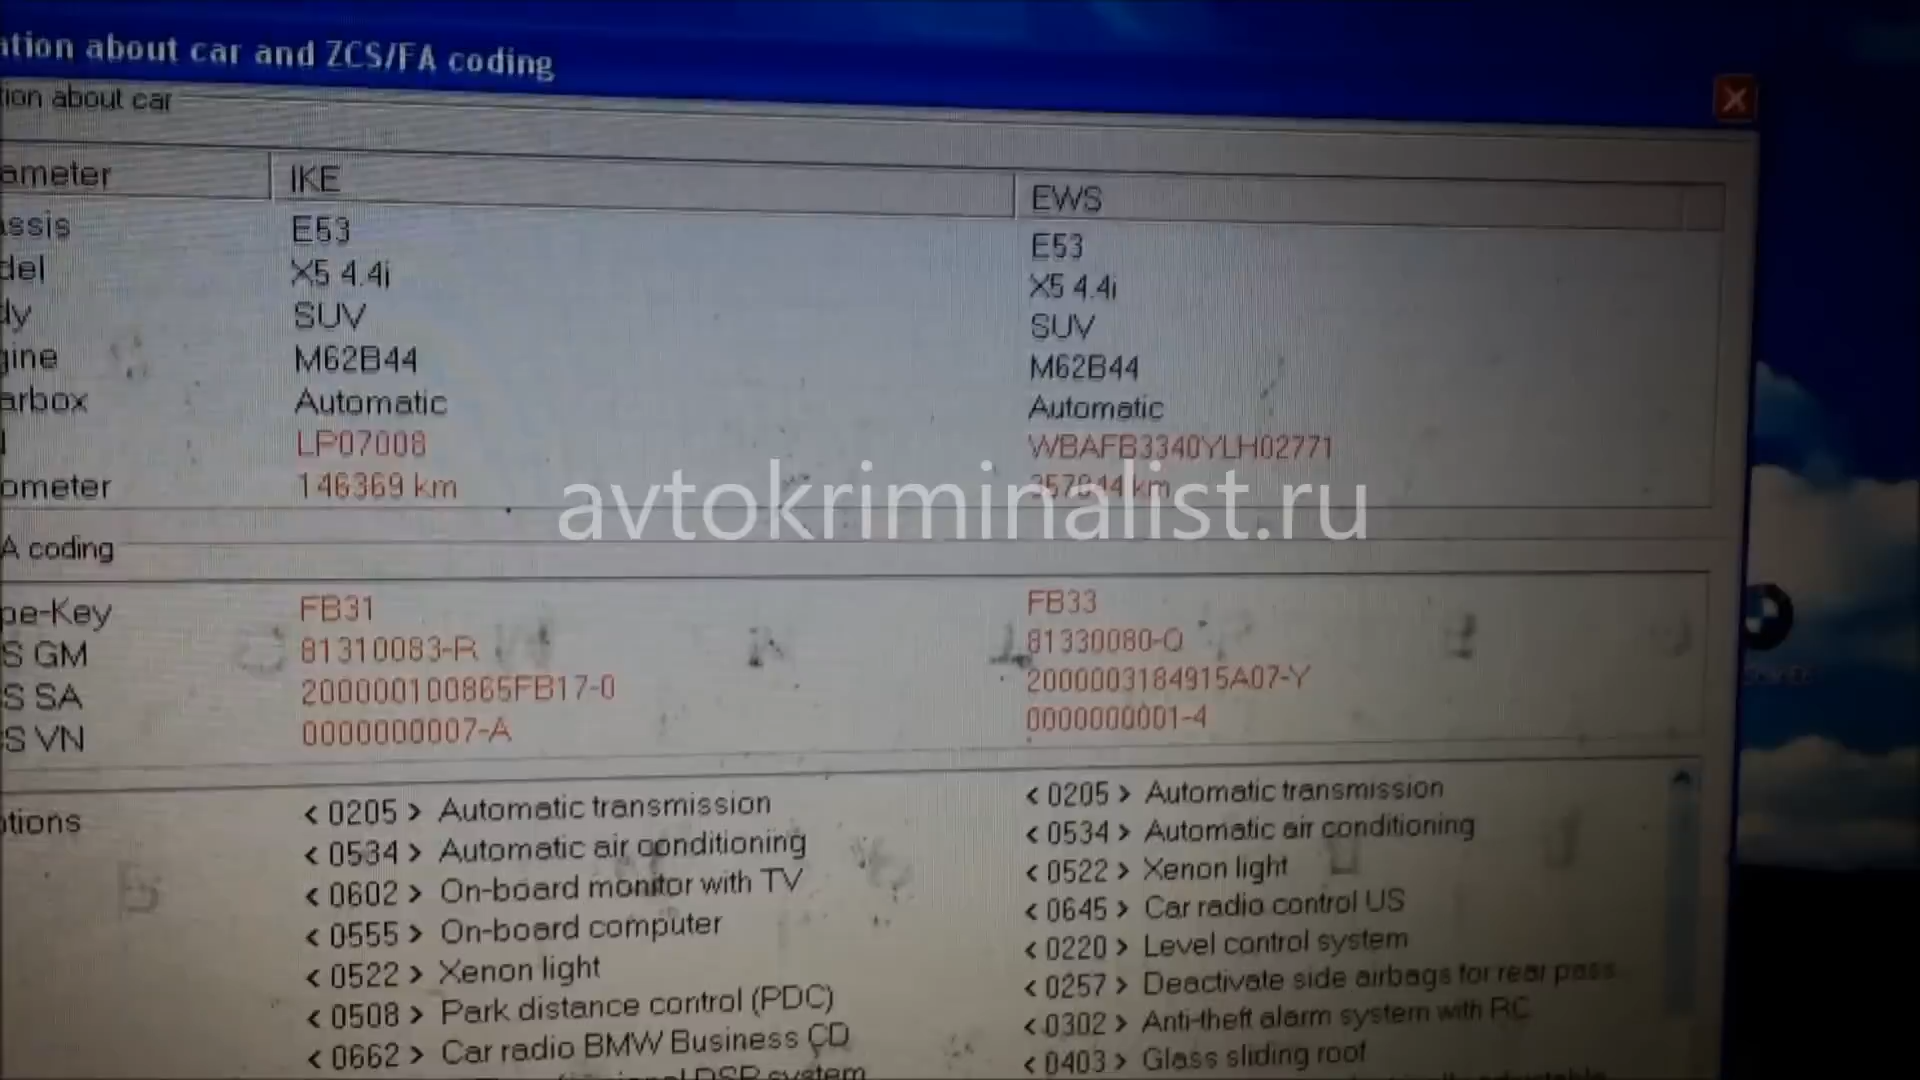 ation about car and ZCS/FA coding
tion about car
ameter IKE EWS
assis E53 E53
del X5 4.4i X5 4.4i
dy SUV SUV
gine M62B44 M62B44
arbox Automatic Automatic
LP07008 WBAFB3340YLH02771
ometer 146369 km km
avtokriminalist.ru
A coding
pe-Key FB31 FB33
S GM 81310083-R 81330080-Q
S SA 200000100865FB17-0 2000003184915A07-Y
S VN 0000000007-A 0000000001-4
otions < 0205 > Automatic transmission < 0205 > Automatic transmission
< 0534 > Automatic air conditioning < 0534 > Automatic air conditioning
< 0602 > On-board monitor with TV < 0522 > Xenon light
< 0555 > On-board computer < 0645 > Car radio control US
< 0522 > Xenon light < 0220 > Level control system
< 0508 > Park distance control (PDC) < 0257 > Deactivate side airbags for rear pass...
< 0662 > Car radio BMW Business CD < 0302 > Anti-theft alarm system with RC
DSP system < 0403 > Glass sliding roof